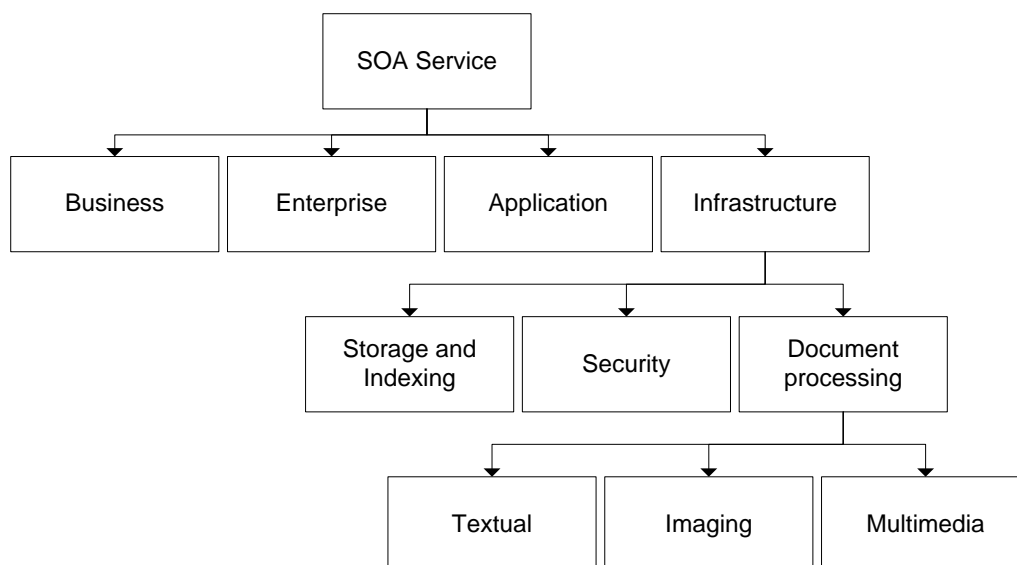 SOA Service
Business
Enterprise
Application
Infrastructure
Storage and
Indexing
Security
Document
processing
Textual
Imaging
Multimedia